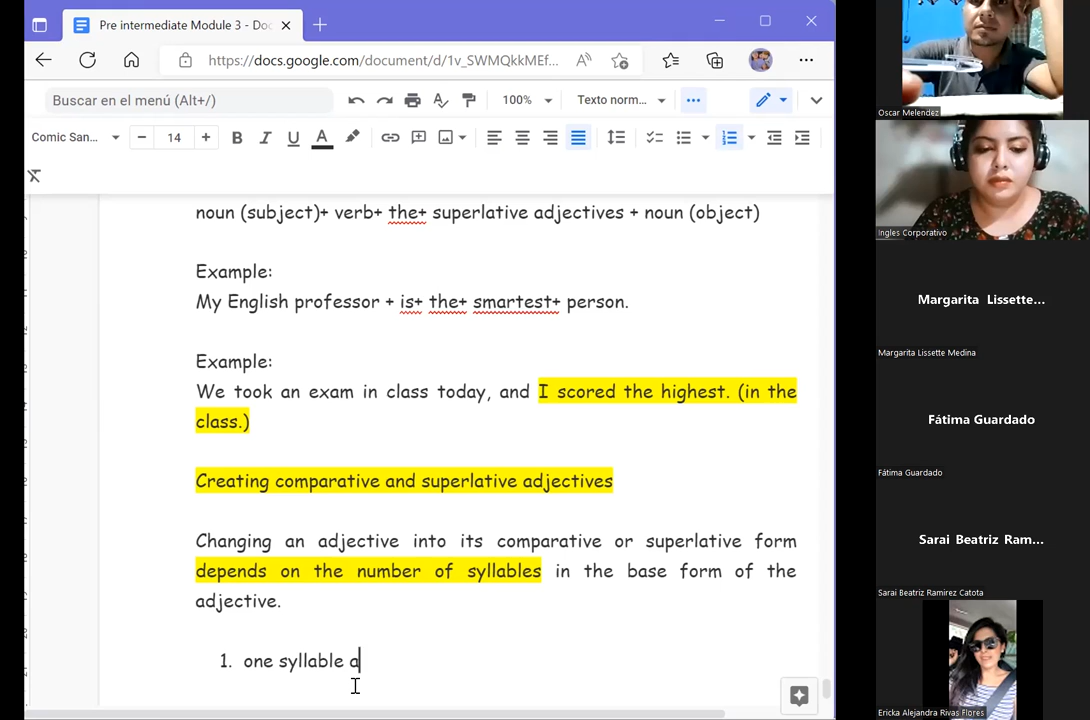 Pre intermediate Module 3 - Doc
https://docs.google.com/document/d/1v_SWMQkkMEf...
Buscar en el menú (Alt+/)
100%
Texto norm...
Comic San...
14
noun (subject)+ verb+ the+ superlative adjectives + noun (object)
Example:
My English professor + is+ the+ smartest+ person.
Example:
We took an exam in class today, and I scored the highest. (in the
class.)
Creating comparative and superlative adjectives
Changing an adjective into its comparative or superlative form
depends on the number of syllables in the base form of the
adjective.
1. one syllable a
Oscar Melendez
Ingles Corporativo
Margarita Lissette...
Margarita Lissette Medina
Fátima Guardado
Fátima Guardado
Sarai Beatriz Ram...
Sarai Beatriz Ramirez Catota
Ericka Alejandra Rivas Flores